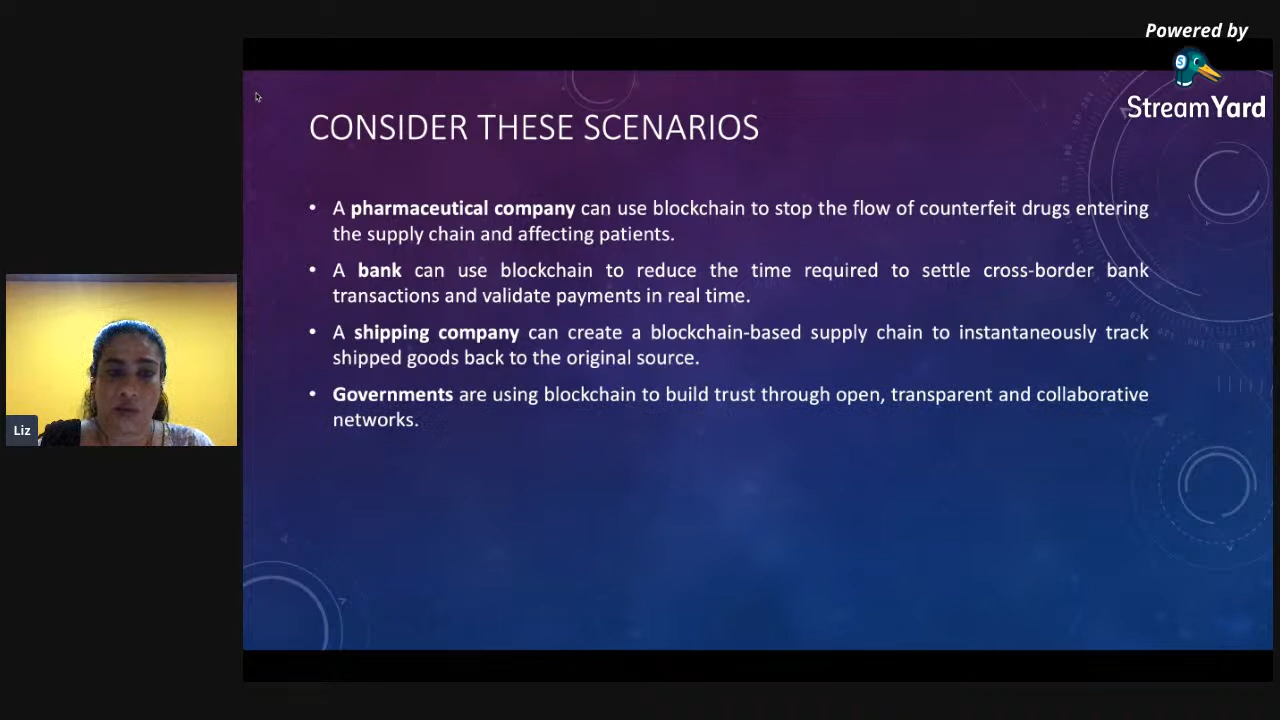 Powered by
StreamYard
CONSIDER THESE SCENARIOS
• A pharmaceutical company can use blockchain to stop the flow of counterfeit drugs entering
the supply chain and affecting patients.
• A bank can use blockchain to reduce the time required to settle cross-border bank
transactions and validate payments in real time.
• A shipping company can create a blockchain-based supply chain to instantaneously track
shipped goods back to the original source.
• Governments are using blockchain to build trust through open, transparent and collaborative
networks.
Liz